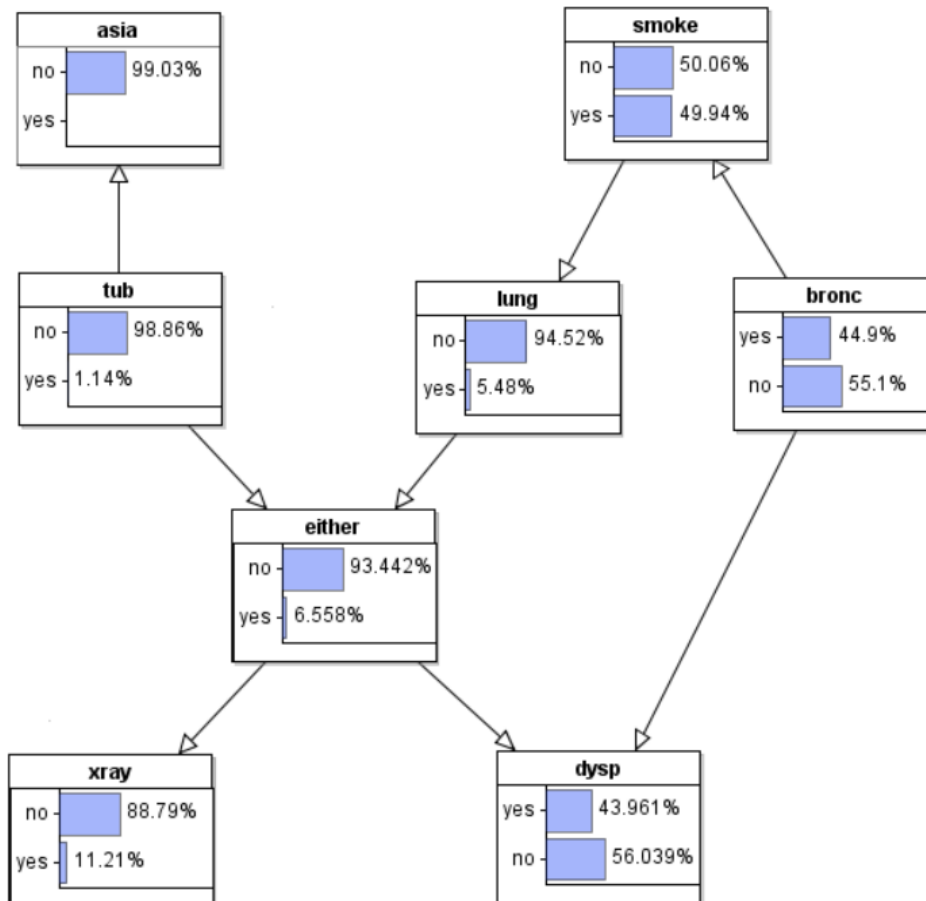 asia
no 99.03%
yes
smoke
no 50.06%
yes 49.94%
tub
no 98.86%
yes 1.14%
lung
no 94.52%
yes 5.48%
bronc
yes 44.9%
no 55.1%
either
no 93.442%
yes 6.558%
xray
no 88.79%
yes 11.21%
dysp
yes 43.961%
no 56.039%